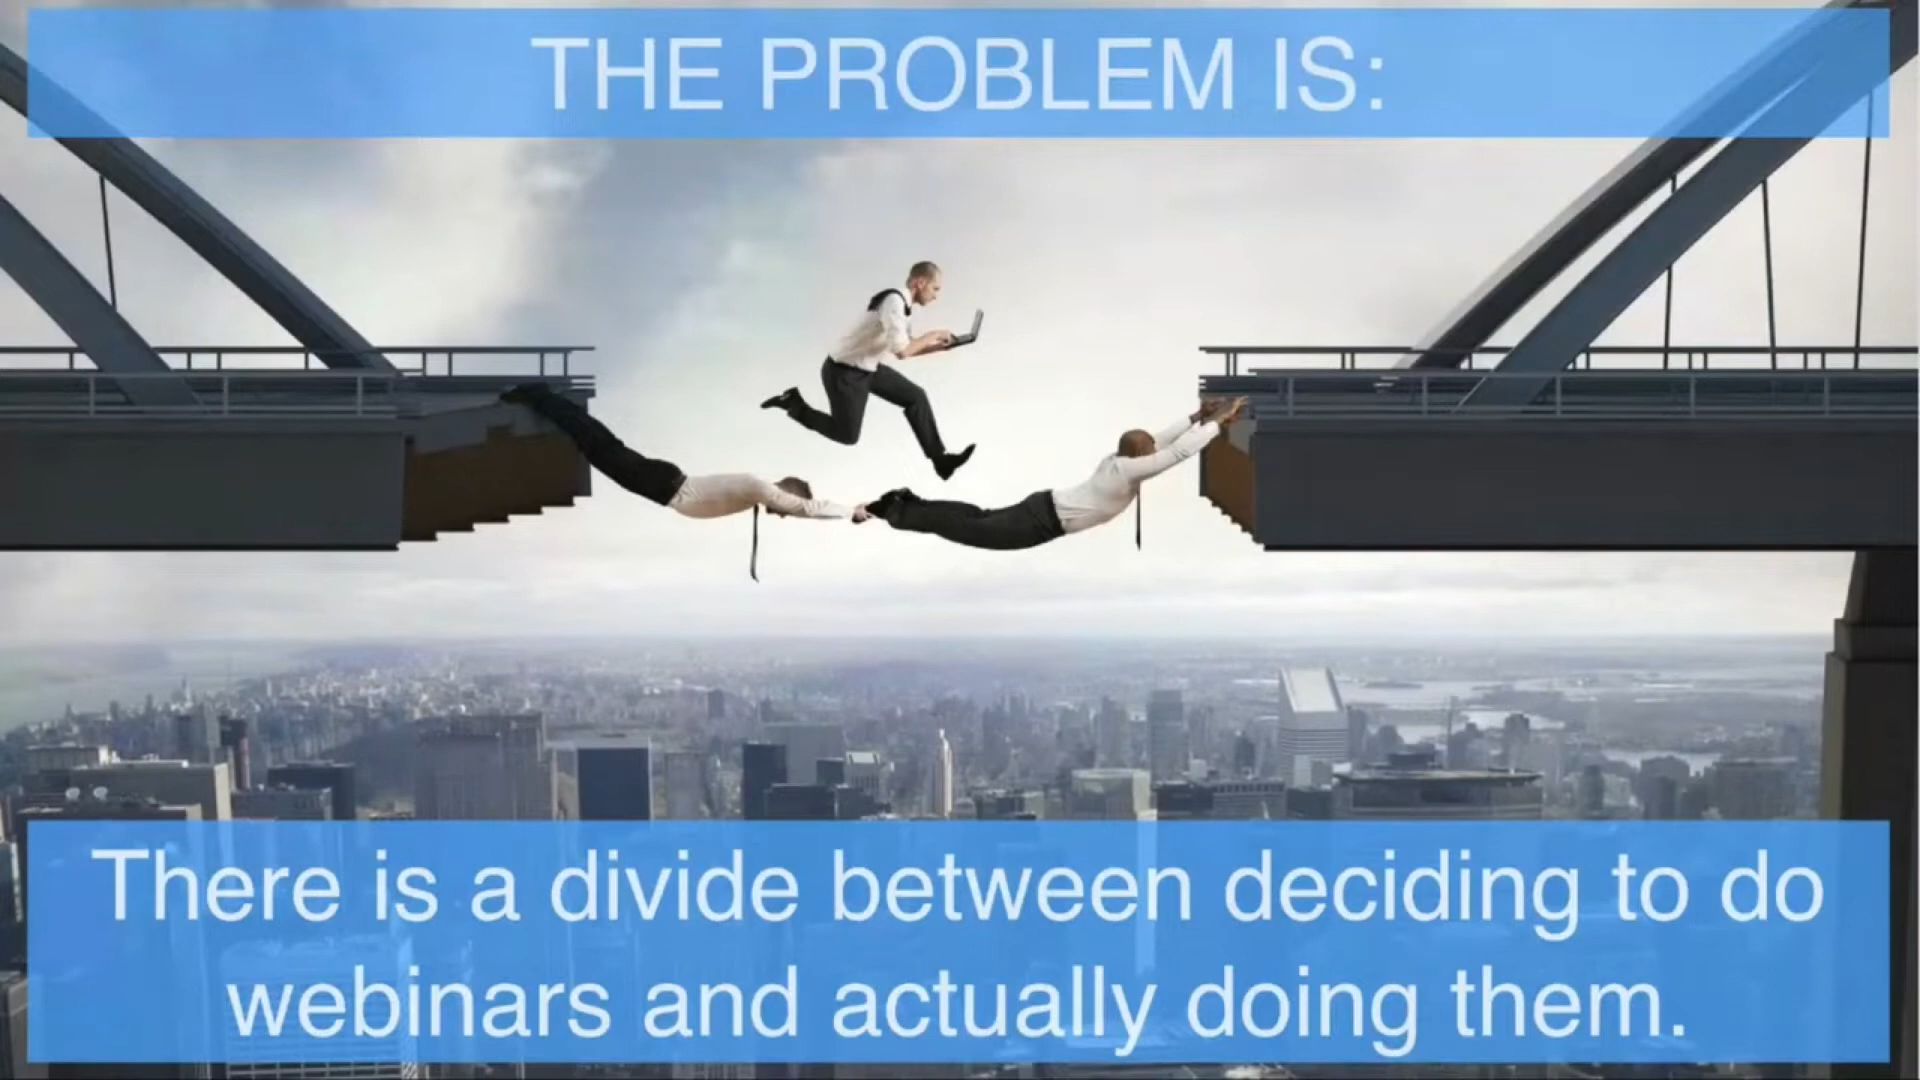 THE PROBLEM IS:
There is a divide between deciding to do
webinars and actually doing them.